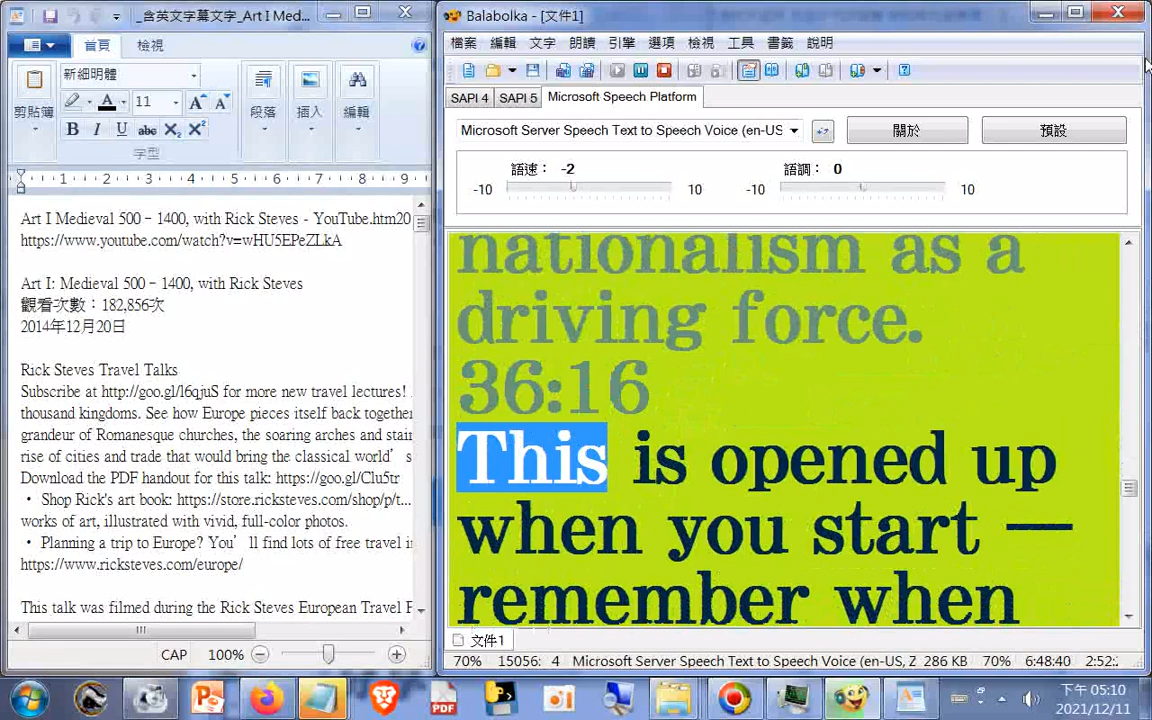 _含英文字幕文字_Art I Med...
首頁
檢視
剪貼簿
新細明體
11
段落
插入
編輯
字型
1 2 3 4 5 6 7 8 9
Art I Medieval 500 – 1400, with Rick Steves - YouTube.htm20
https://www.youtube.com/watch?v=wHU5EPeZLkA
Art I: Medieval 500 – 1400, with Rick Steves
觀看次數：182,856次
2014年12月20日
Rick Steves Travel Talks
Subscribe at http://goo.gl/l6qjuS for more new travel lectures!
thousand kingdoms. See how Europe pieces itself back together
grandeur of Romanesque churches, the soaring arches and stain
rise of cities and trade that would bring the classical world’s
Download the PDF handout for this talk: https://goo.gl/Clu5tr
• Shop Rick's art book: https://store.ricksteves.com/shop/p/t...
works of art, illustrated with vivid, full-color photos.
• Planning a trip to Europe? You’ll find lots of free travel i
https://www.ricksteves.com/europe/
This talk was filmed during the Rick Steves European Travel F
CAP 100%
Balabolka - [文件1]
檔案 編輯 文字 朗讀 引擎 選項 檢視 工具 書籤 說明
SAPI 4 SAPI 5 Microsoft Speech Platform
Microsoft Server Speech Text to Speech Voice (en-US
關於
預設
語速： -2
語調： 0
-10 10 -10 10
nationalism as a
driving force.
36:16
This is opened up
when you start —
remember when
文件1
70% 15056: 4 Microsoft Server Speech Text to Speech Voice (en-US, Z 286 KB 70% 6:48:40 2:52:
PDF
下午 05:10
2021/12/11